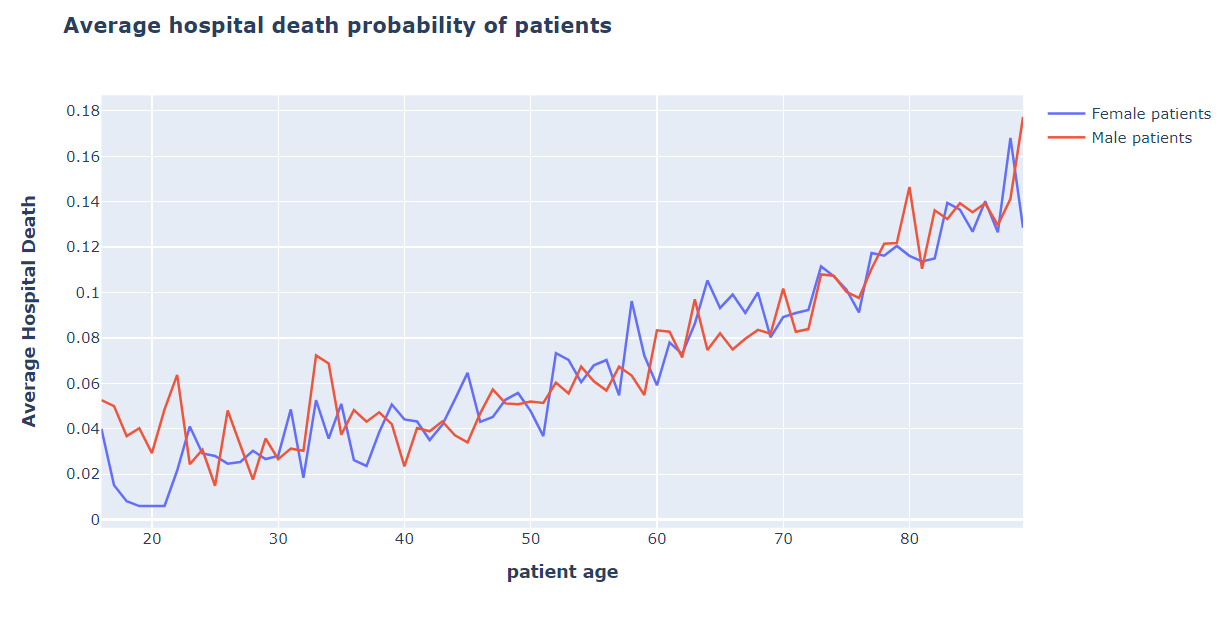 Average hospital death probability of patients
Female patients
Male patients
0.18
0.16
0.14
0.12
0.1
0.08
0.06
0.04
0.02
0
Average Hospital Death
20 30 40 50 60 70 80
patient age